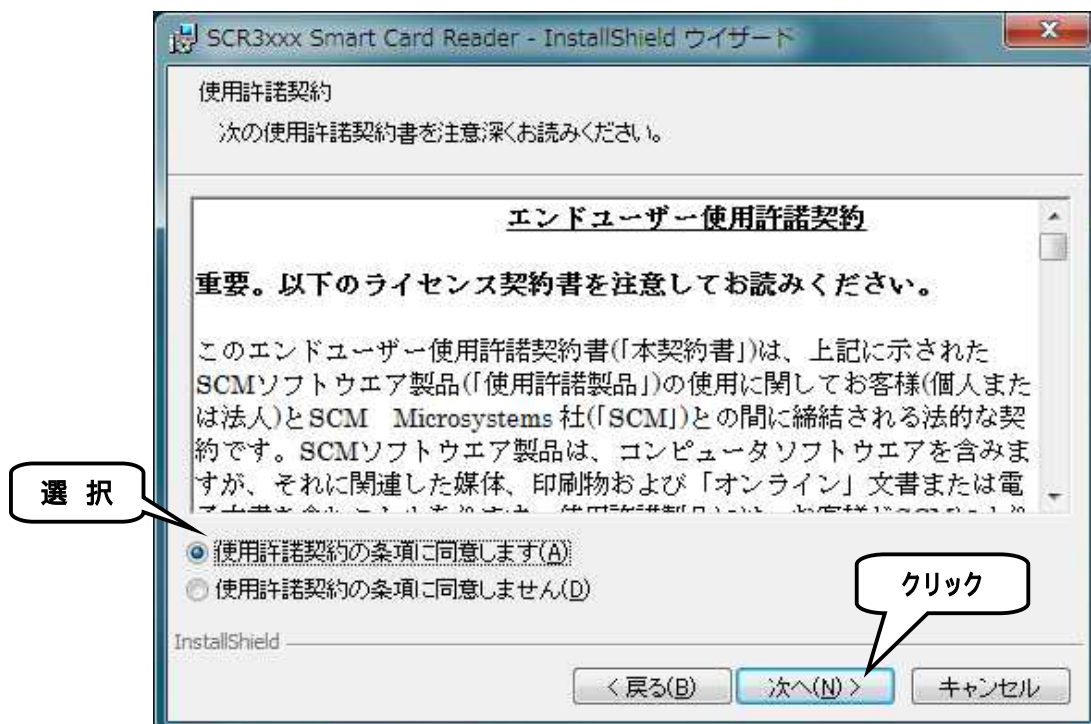 SCR3xxx Smart Card Reader - InstallShield ウイザード
使用許諾契約
次の使用許諾契約書を注意深くお読みください。
エンドユーザー使用許諾契約
重要。以下のライセンス契約書を注意してお読みください。
このエンドユーザー使用許諾契約書(「本契約書」)は、上記に示された
SCMソフトウエア製品(「使用許諾製品」)の使用に関してお客様(個人また
は法人)とSCM Microsystems 社(「SCM」)との間に締結される法的な契
約です。SCMソフトウエア製品は、コンピュータソフトウエアを含みま
すが、それに関連した媒体、印刷物および「オンライン」文書または電
選 択
使用許諾契約の条項に同意します(A)
使用許諾契約の条項に同意しません(D)
クリック
InstallShield
< 戻る(B)
次へ(N) >
キャンセル